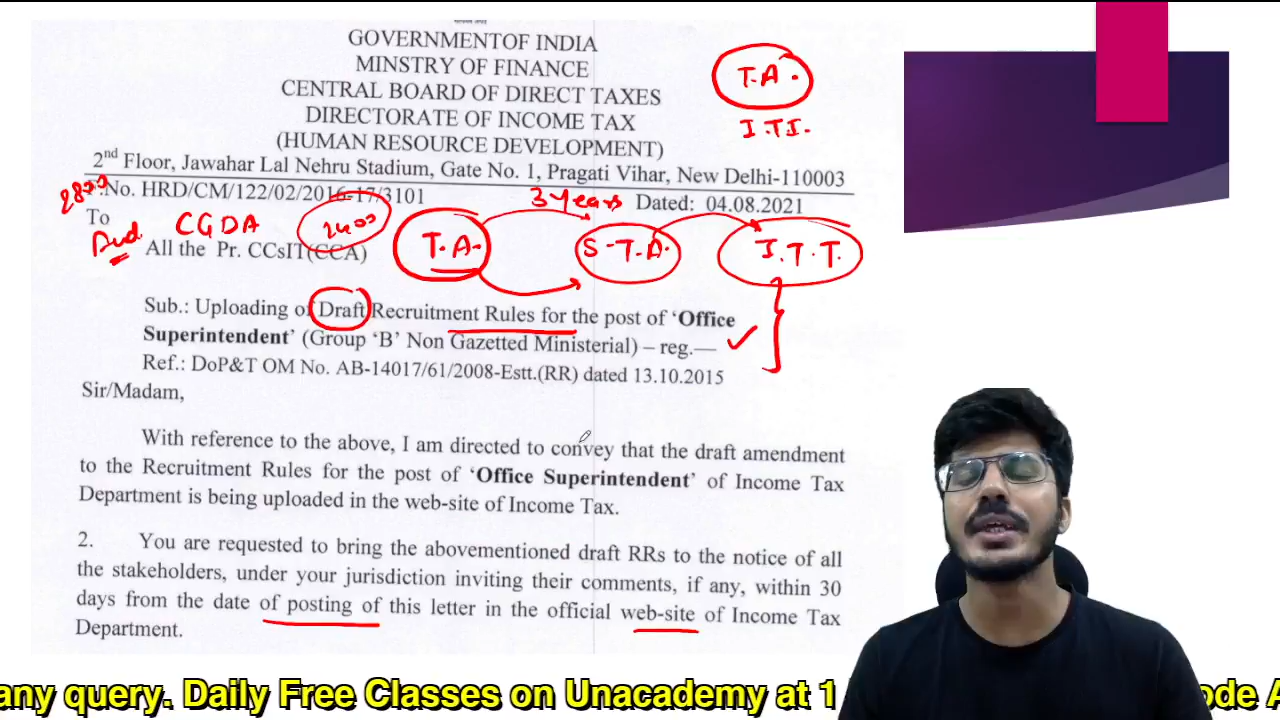 GOVERNMENTOF INDIA
MINSTRY OF FINANCE
CENTRAL BOARD OF DIRECT TAXES
DIRECTORATE OF INCOME TAX
(HUMAN RESOURCE DEVELOPMENT)
2nd Floor, Jawahar Lal Nehru Stadium, Gate No. 1, Pragati Vihar, New Delhi-110003
T.A.
I.T.I.
F.No. HRD/CM/122/02/2016-17/3101
Dated: 04.08.2021
2800
3 Years
To
CGDA
2400
T.A.
S.T.A.
I.T.T.
Aud
All the Pr. CCsIT(CCA)
Sub.: Uploading of Draft Recruitment Rules for the post of ‘Office
Superintendent’ (Group ‘B’ Non Gazetted Ministerial) – reg.—
Ref.: DoP&T OM No. AB-14017/61/2008-Estt.(RR) dated 13.10.2015
Sir/Madam,
With reference to the above, I am directed to convey that the draft amendment
to the Recruitment Rules for the post of ‘Office Superintendent’ of Income Tax
Department is being uploaded in the web-site of Income Tax.
2. You are requested to bring the abovementioned draft RRs to the notice of all
the stakeholders, under your jurisdiction inviting their comments, if any, within 30
days from the date of posting of this letter in the official web-site of Income Tax
Department.
any query. Daily Free Classes on Unacademy at 1
ode A